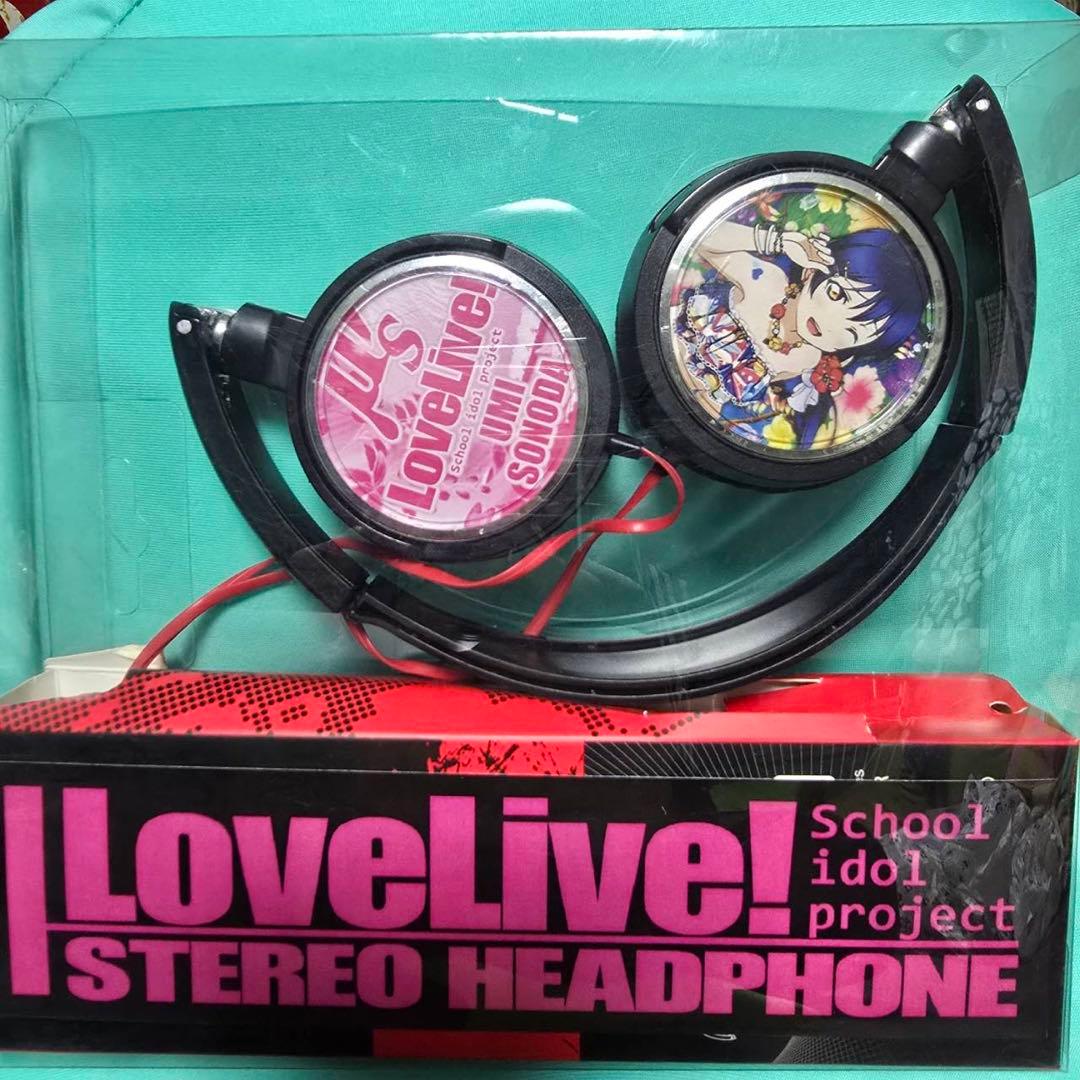 μ's
LoveLive!
School idol project
UMI
SONODA
LoveLive!
School
idol
project
STEREO HEADPHONE